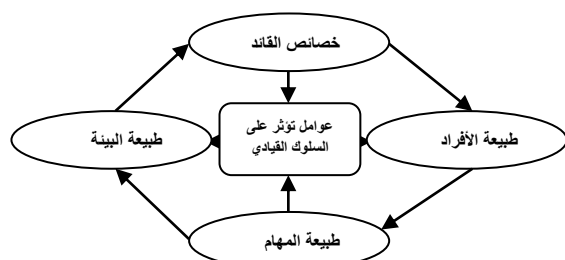 خصائص القائد
عوامل تؤثر على
السلوك القيادي
طبيعة الأفراد
طبيعة البيئة
طبيعة المهام